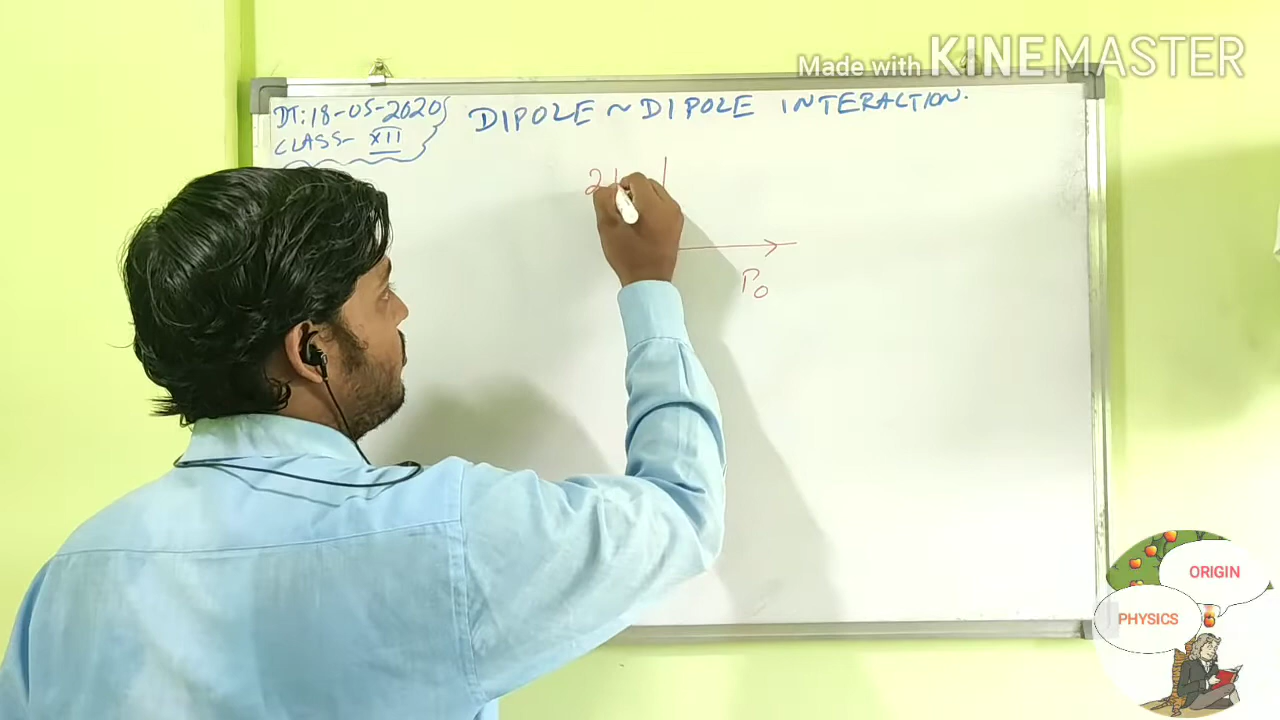 Made with KINEMASTER
DT:18-05-2020
CLASS- XII
DIPOLE ~ DIPOLE INTERACTION.
P0
ORIGIN
PHYSICS